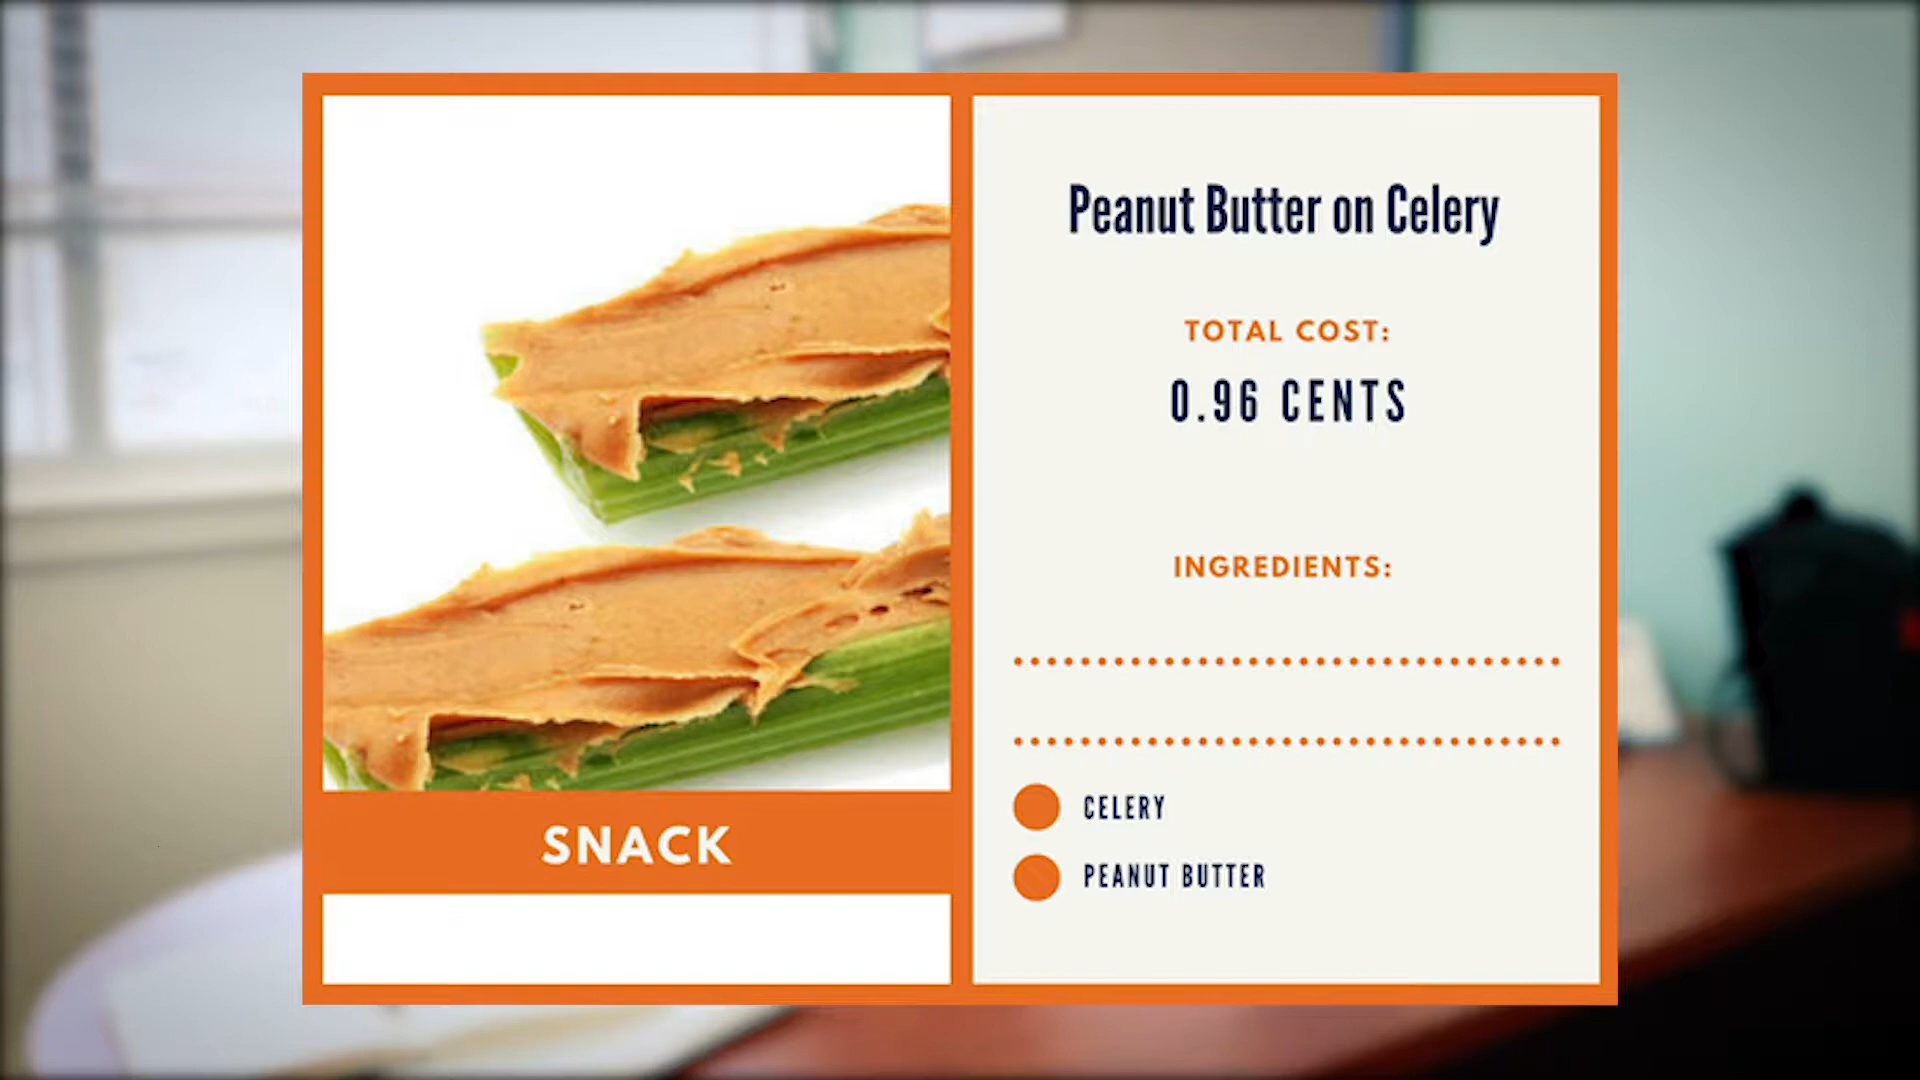 Peanut Butter on Celery
TOTAL COST:
0.96 CENTS
INGREDIENTS:
CELERY
PEANUT BUTTER
SNACK